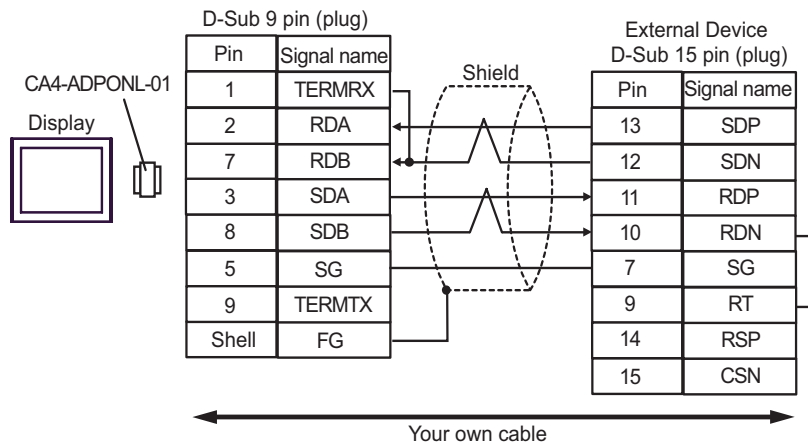 D-Sub 9 pin (plug)
External Device
D-Sub 15 pin (plug)
CA4-ADPONL-01
Display
Shield
Pin Signal name
1 TERMRX
2 RDA
7 RDB
3 SDA
8 SDB
5 SG
9 TERMTX
Shell FG
Pin Signal name
13 SDP
12 SDN
11 RDP
10 RDN
7 SG
9 RT
14 RSP
15 CSN
Your own cable